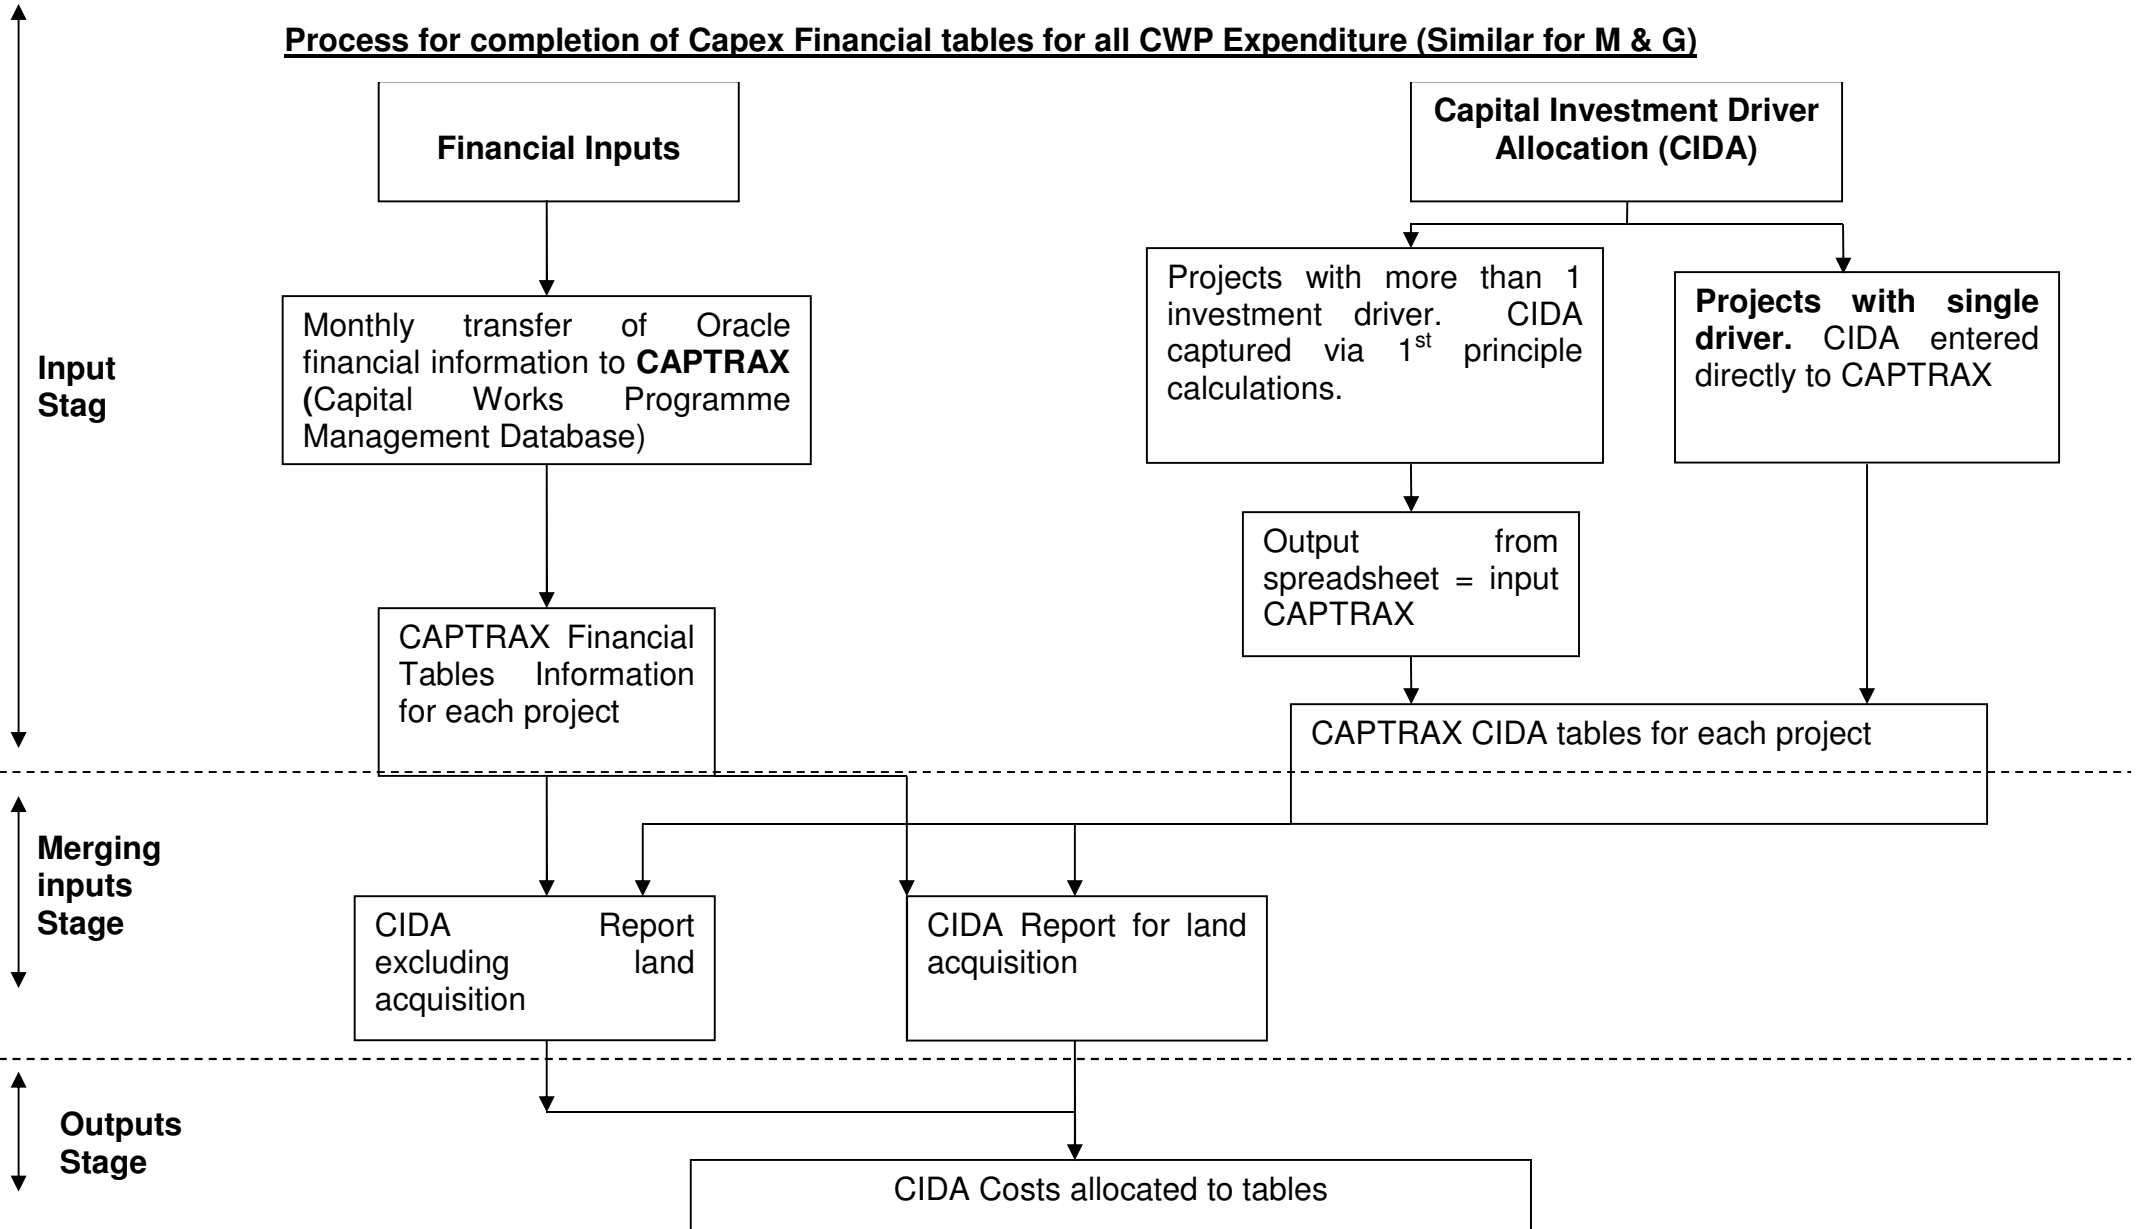 Process for completion of Capex Financial tables for all CWP Expenditure (Similar for M & G)
Financial Inputs
Capital Investment Driver
Allocation (CIDA)
Monthly transfer of Oracle
financial information to CAPTRAX
(Capital Works Programme
Management Database)
Projects with more than 1
investment driver. CIDA
captured via 1st principle
calculations.
Projects with single
driver. CIDA entered
directly to CAPTRAX
Input
Stag
Output from
spreadsheet = input
CAPTRAX
CAPTRAX Financial
Tables Information
for each project
CAPTRAX CIDA tables for each project
Merging
inputs
Stage
CIDA Report
excluding land
acquisition
CIDA Report for land
acquisition
Outputs
Stage
CIDA Costs allocated to tables